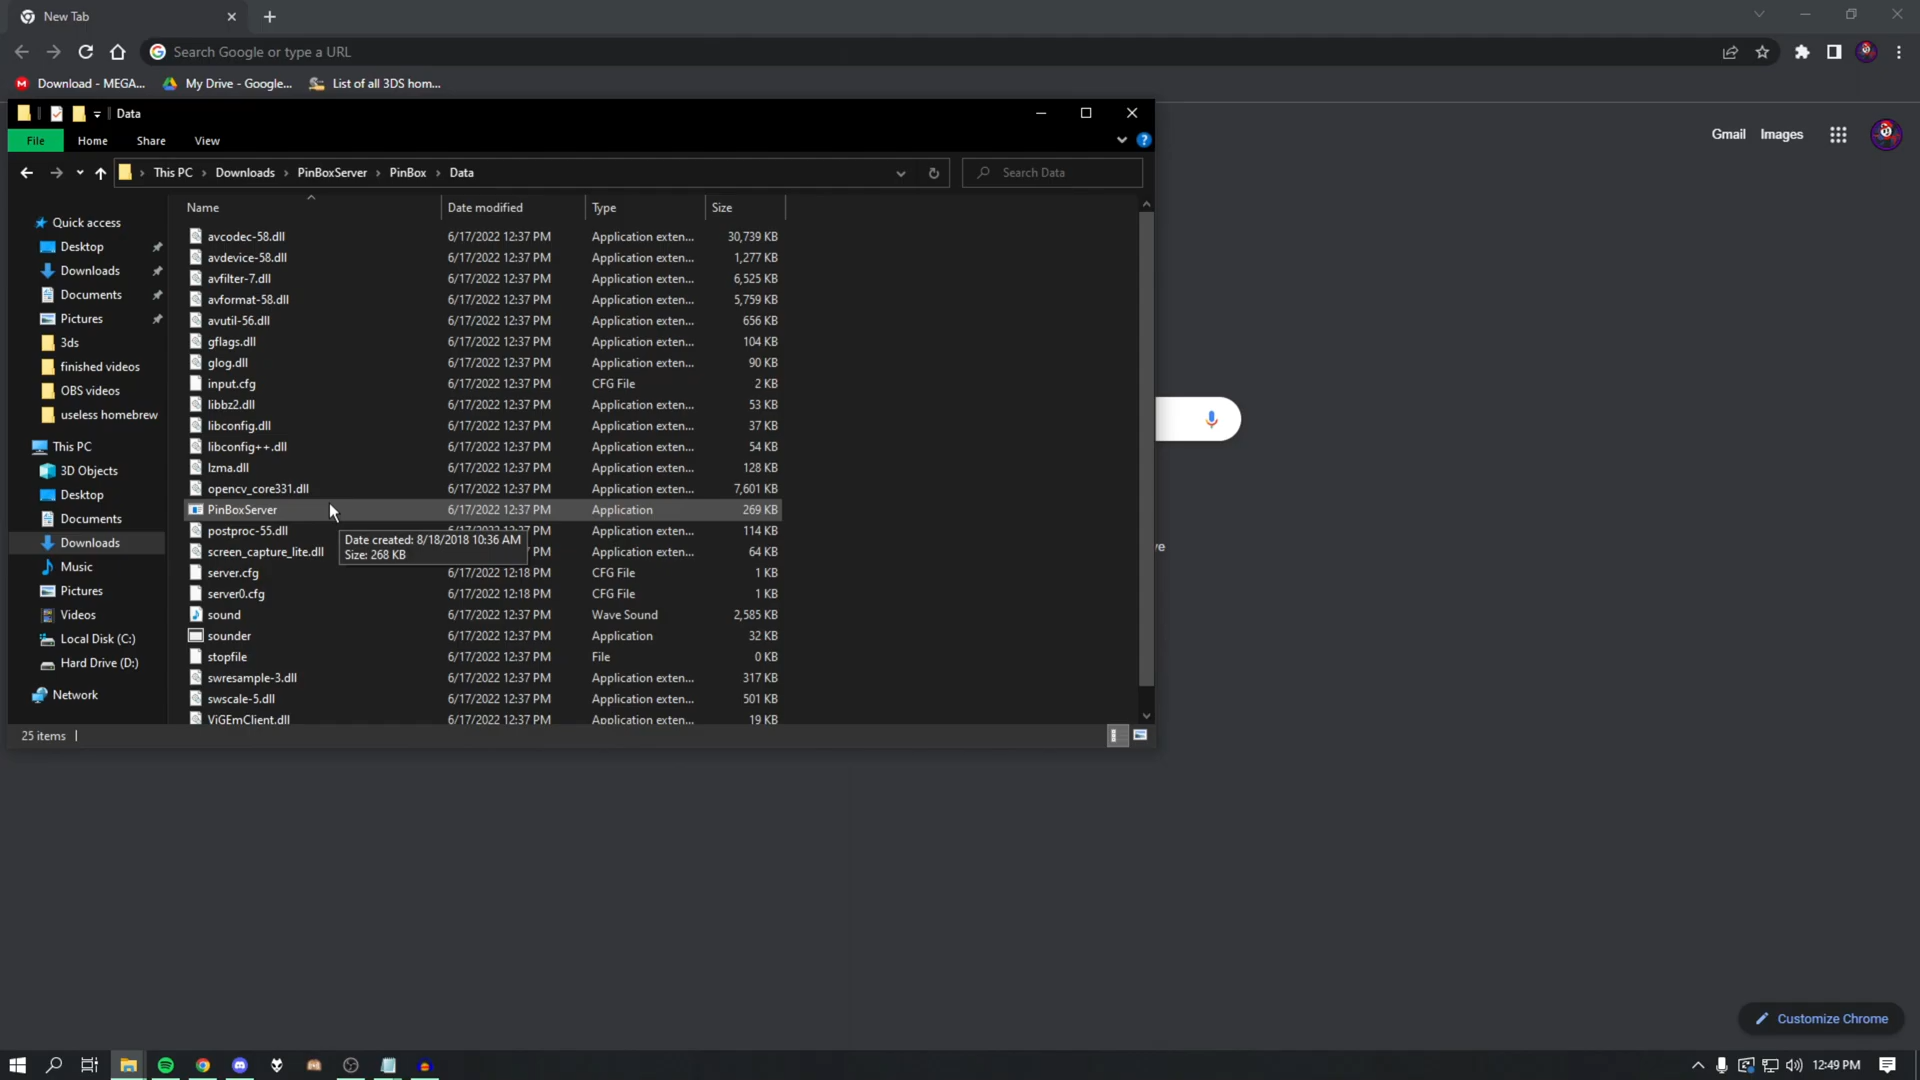 New Tab
Search Google or type a URL
Download - MEGA... My Drive - Google... List of all 3DS hom...
Data
File Home Share View
This PC › Downloads › PinBoxServer › PinBox › Data
Search Data
Gmail Images
Name Date modified Type Size
Quick access
Desktop
Downloads
Documents
Pictures
3ds
finished videos
OBS videos
useless homebrew
This PC
3D Objects
Desktop
Documents
Downloads
Music
Pictures
Videos
Local Disk (C:)
Hard Drive (D:)
Network
avcodec-58.dll 6/17/2022 12:37 PM Application exten... 30,739 KB
avdevice-58.dll 6/17/2022 12:37 PM Application exten... 1,277 KB
avfilter-7.dll 6/17/2022 12:37 PM Application exten... 6,525 KB
avformat-58.dll 6/17/2022 12:37 PM Application exten... 5,759 KB
avutil-56.dll 6/17/2022 12:37 PM Application exten... 656 KB
gflags.dll 6/17/2022 12:37 PM Application exten... 104 KB
glog.dll 6/17/2022 12:37 PM Application exten... 90 KB
input.cfg 6/17/2022 12:37 PM CFG File 2 KB
libbz2.dll 6/17/2022 12:37 PM Application exten... 53 KB
libconfig.dll 6/17/2022 12:37 PM Application exten... 37 KB
libconfig++.dll 6/17/2022 12:37 PM Application exten... 54 KB
lzma.dll 6/17/2022 12:37 PM Application exten... 128 KB
opencv_core331.dll 6/17/2022 12:37 PM Application exten... 7,601 KB
PinBoxServer 6/17/2022 12:37 PM Application 269 KB
postproc-55.dll Application exten... 114 KB
Date created: 8/18/2018 10:36 AM
Size: 268 KB
screen_capture_lite.dll PM Application exten... 64 KB
server.cfg 6/17/2022 12:18 PM CFG File 1 KB
server0.cfg 6/17/2022 12:18 PM CFG File 1 KB
sound 6/17/2022 12:37 PM Wave Sound 2,585 KB
sounder 6/17/2022 12:37 PM Application 32 KB
stopfile 6/17/2022 12:37 PM File 0 KB
swresample-3.dll 6/17/2022 12:37 PM Application exten... 317 KB
swscale-5.dll 6/17/2022 12:37 PM Application exten... 501 KB
ViGEmClient.dll 6/17/2022 12:37 PM Application exten... 19 KB
25 items
Customize Chrome
12:49 PM